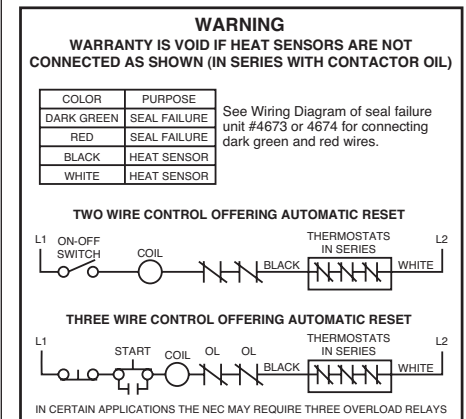 WARNING
WARRANTY IS VOID IF HEAT SENSORS ARE NOT
CONNECTED AS SHOWN (IN SERIES WITH CONTACTOR OIL)
COLOR PURPOSE
DARK GREEN SEAL FAILURE
RED SEAL FAILURE
BLACK HEAT SENSOR
WHITE HEAT SENSOR
See Wiring Diagram of seal failure
unit #4673 or 4674 for connecting
dark green and red wires.
TWO WIRE CONTROL OFFERING AUTOMATIC RESET
L1 ON-OFF
SWITCH
COIL
BLACK
THERMOSTATS
IN SERIES
WHITE
L2
THREE WIRE CONTROL OFFERING AUTOMATIC RESET
L1
START
COIL
OL
OL
BLACK
THERMOSTATS
IN SERIES
WHITE
L2
IN CERTAIN APPLICATIONS THE NEC MAY REQUIRE THREE OVERLOAD RELAYS